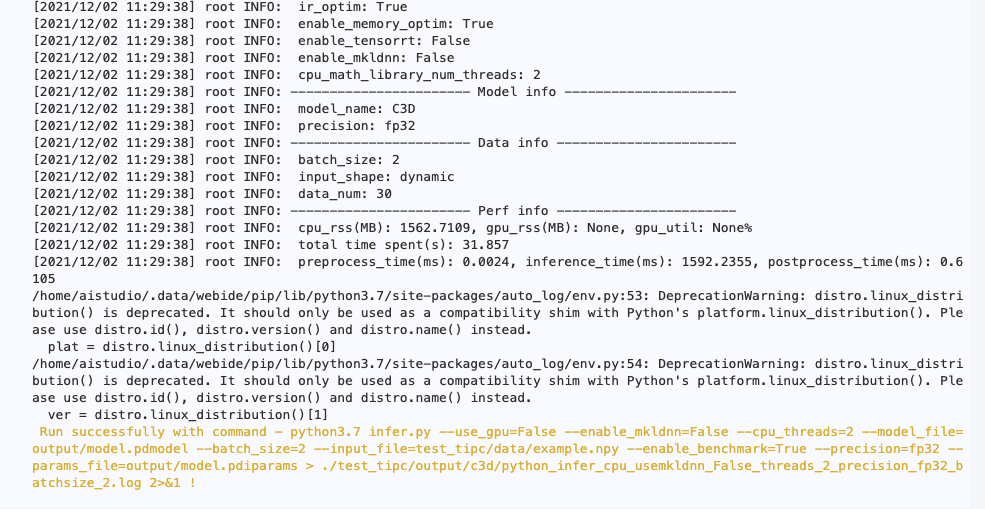 [2021/12/02 11:29:38] root INFO:  ir_optim: True
[2021/12/02 11:29:38] root INFO:  enable_memory_optim: True
[2021/12/02 11:29:38] root INFO:  enable_tensorrt: False
[2021/12/02 11:29:38] root INFO:  enable_mkldnn: False
[2021/12/02 11:29:38] root INFO:  cpu_math_library_num_threads: 2
[2021/12/02 11:29:38] root INFO: ----------------------- Model info ----------------------
[2021/12/02 11:29:38] root INFO:  model_name: C3D
[2021/12/02 11:29:38] root INFO:  precision: fp32
[2021/12/02 11:29:38] root INFO: ----------------------- Data info -----------------------
[2021/12/02 11:29:38] root INFO:  batch_size: 2
[2021/12/02 11:29:38] root INFO:  input_shape: dynamic
[2021/12/02 11:29:38] root INFO:  data_num: 30
[2021/12/02 11:29:38] root INFO: ----------------------- Perf info -----------------------
[2021/12/02 11:29:38] root INFO:  cpu_rss(MB): 1562.7109, gpu_rss(MB): None, gpu_util: None%
[2021/12/02 11:29:38] root INFO:  total time spent(s): 31.857
[2021/12/02 11:29:38] root INFO:  preprocess_time(ms): 0.0024, inference_time(ms): 1592.2355, postprocess_time(ms): 0.6
105
/home/aistudio/.data/webide/pip/lib/python3.7/site-packages/auto_log/env.py:53: DeprecationWarning: distro.linux_distri
bution() is deprecated. It should only be used as a compatibility shim with Python's platform.linux_distribution(). Ple
ase use distro.id(), distro.version() and distro.name() instead.
  plat = distro.linux_distribution()[0]
/home/aistudio/.data/webide/pip/lib/python3.7/site-packages/auto_log/env.py:54: DeprecationWarning: distro.linux_distri
bution() is deprecated. It should only be used as a compatibility shim with Python's platform.linux_distribution(). Ple
ase use distro.id(), distro.version() and distro.name() instead.
  ver = distro.linux_distribution()[1]
 Run successfully with command - python3.7 infer.py --use_gpu=False --enable_mkldnn=False --cpu_threads=2 --model_file=
output/model.pdmodel --batch_size=2 --input_file=test_tipc/data/example.npy --enable_benchmark=True --precision=fp32 --
params_file=output/model.pdiparams > ./test_tipc/output/c3d/python_infer_cpu_usemkldnn_False_threads_2_precision_fp32_b
atchsize_2.log 2>&1 !